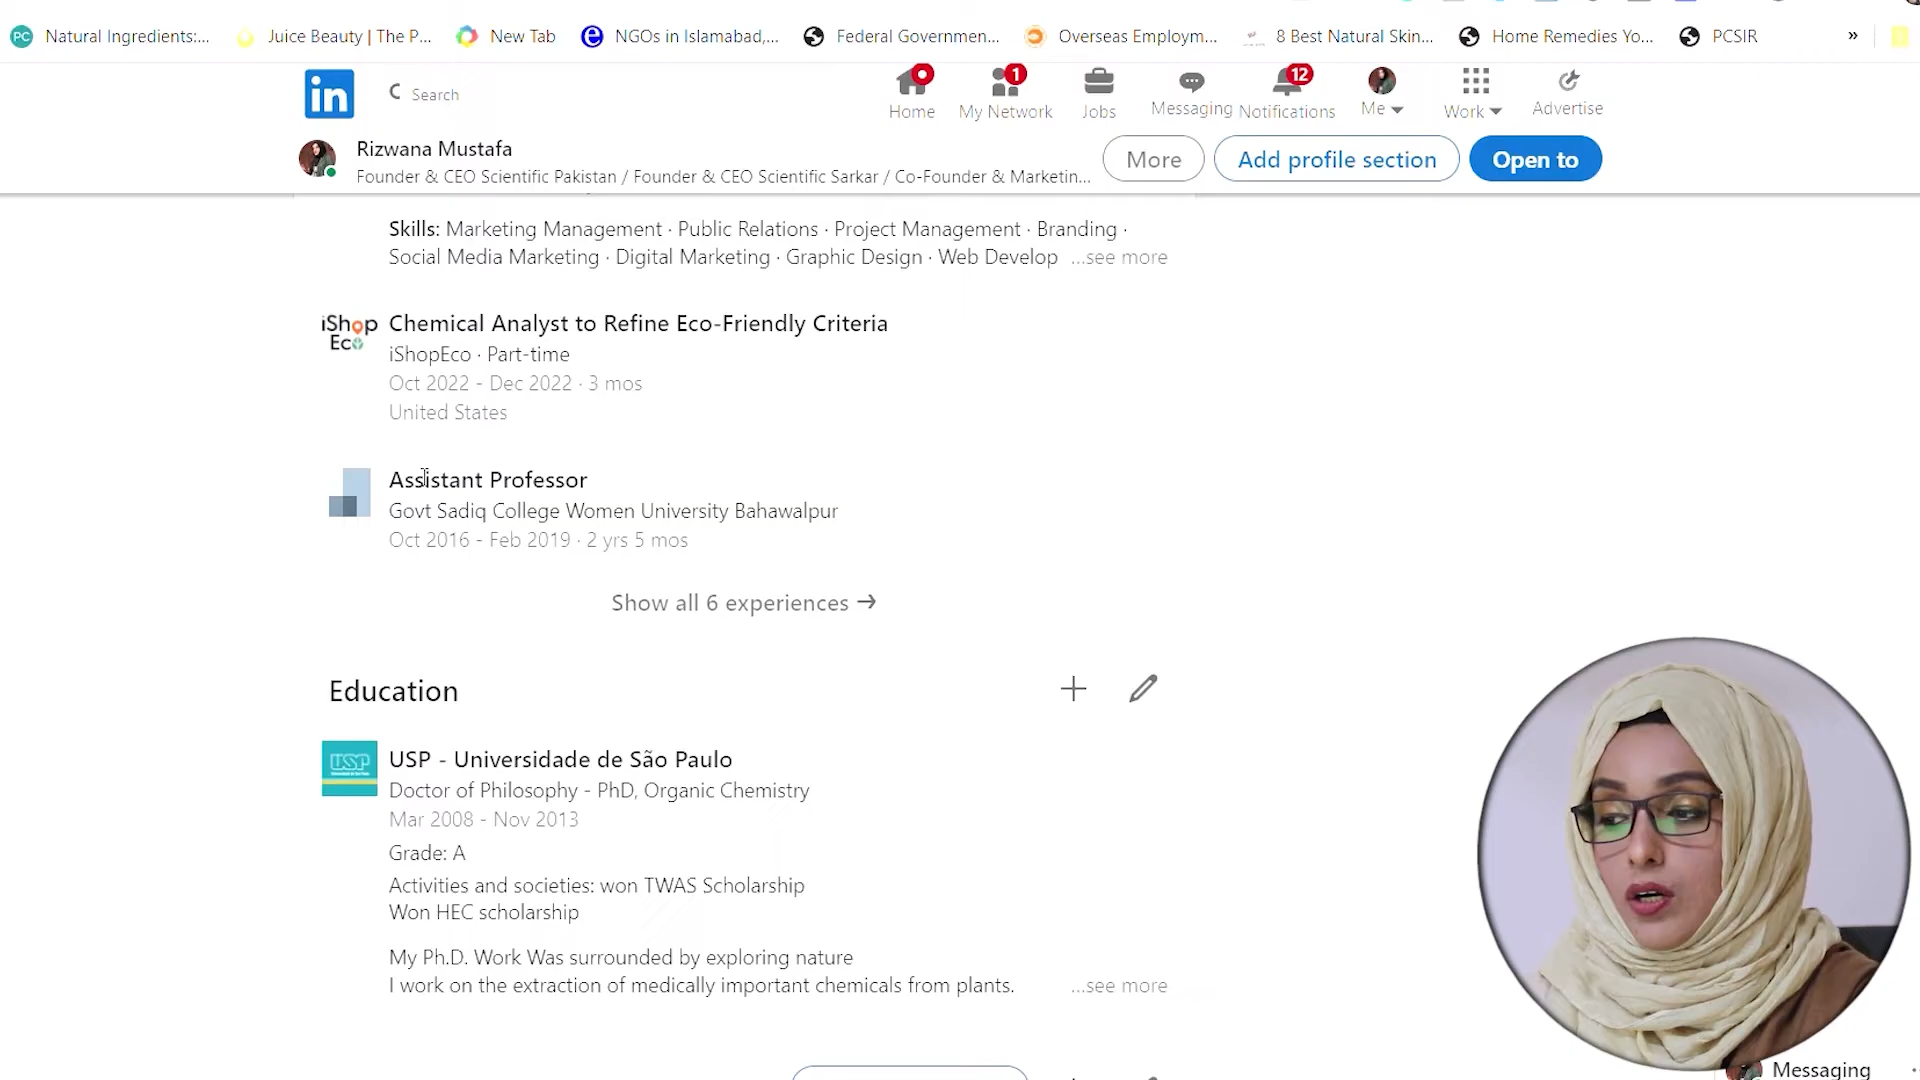 PC Natural Ingredients:...
Juice Beauty | The P...
New Tab
NGOs in Islamabad,...
Federal Governmen...
Overseas Employm...
8 Best Natural Skin...
Home Remedies Yo...
PCSIR
»
in Search
1
12
Home My Network Jobs Messaging Notifications Me Work Advertise
Rizwana Mustafa
Founder & CEO Scientific Pakistan / Founder & CEO Scientific Sarkar / Co-Founder & Marketin...
More Add profile section Open to
Skills: Marketing Management · Public Relations · Project Management · Branding ·
Social Media Marketing · Digital Marketing · Graphic Design · Web Develop ...see more
iShop
Eco
Chemical Analyst to Refine Eco-Friendly Criteria
iShopEco · Part-time
Oct 2022 - Dec 2022 · 3 mos
United States
Assistant Professor
Govt Sadiq College Women University Bahawalpur
Oct 2016 - Feb 2019 · 2 yrs 5 mos
Show all 6 experiences →
Education
USP
USP - Universidade de São Paulo
Doctor of Philosophy - PhD, Organic Chemistry
Mar 2008 - Nov 2013
Grade: A
Activities and societies: won TWAS Scholarship
Won HEC scholarship
My Ph.D. Work Was surrounded by exploring nature
I work on the extraction of medically important chemicals from plants. ...see more
Messaging